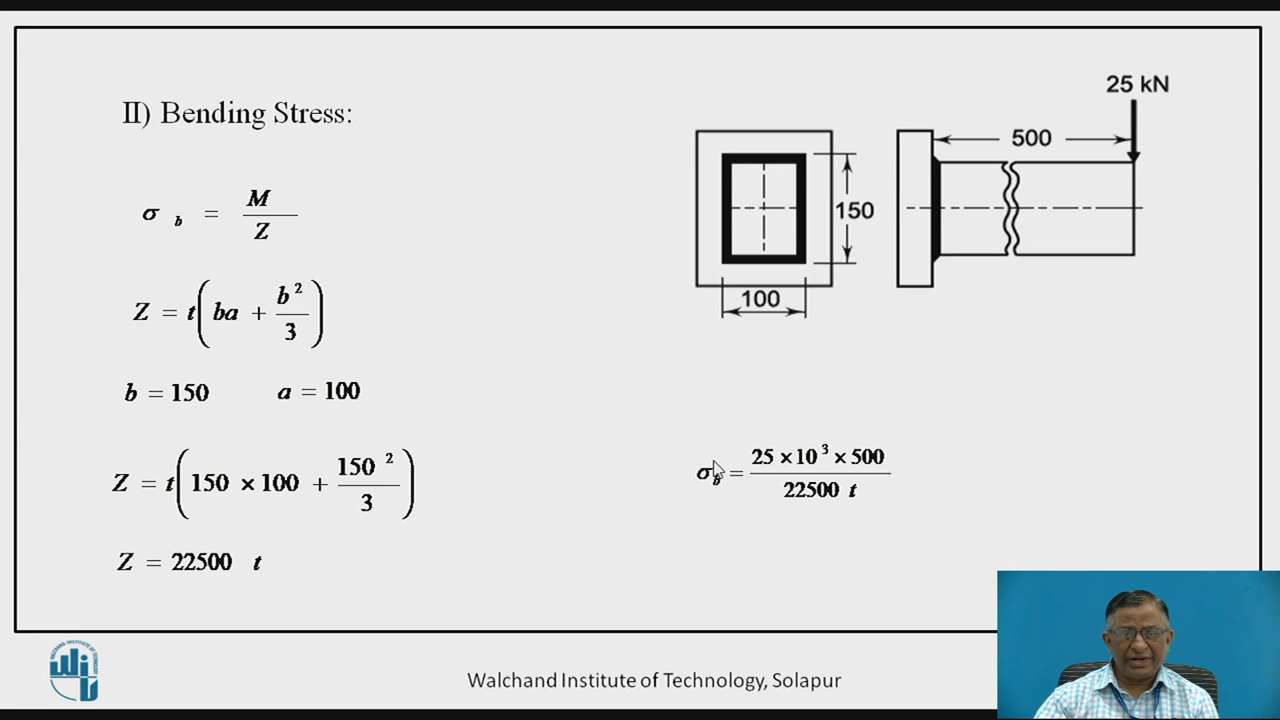 II) Bending Stress:
σ b = M / Z
Z = t ( ba + b² / 3 )
b = 150 a = 100
Z = t ( 150 × 100 + 150² / 3 )
Z = 22500 t
25 kN
500
150
100
σb = 25 × 10³ × 500 / 22500 t
Walchand Institute of Technology, Solapur